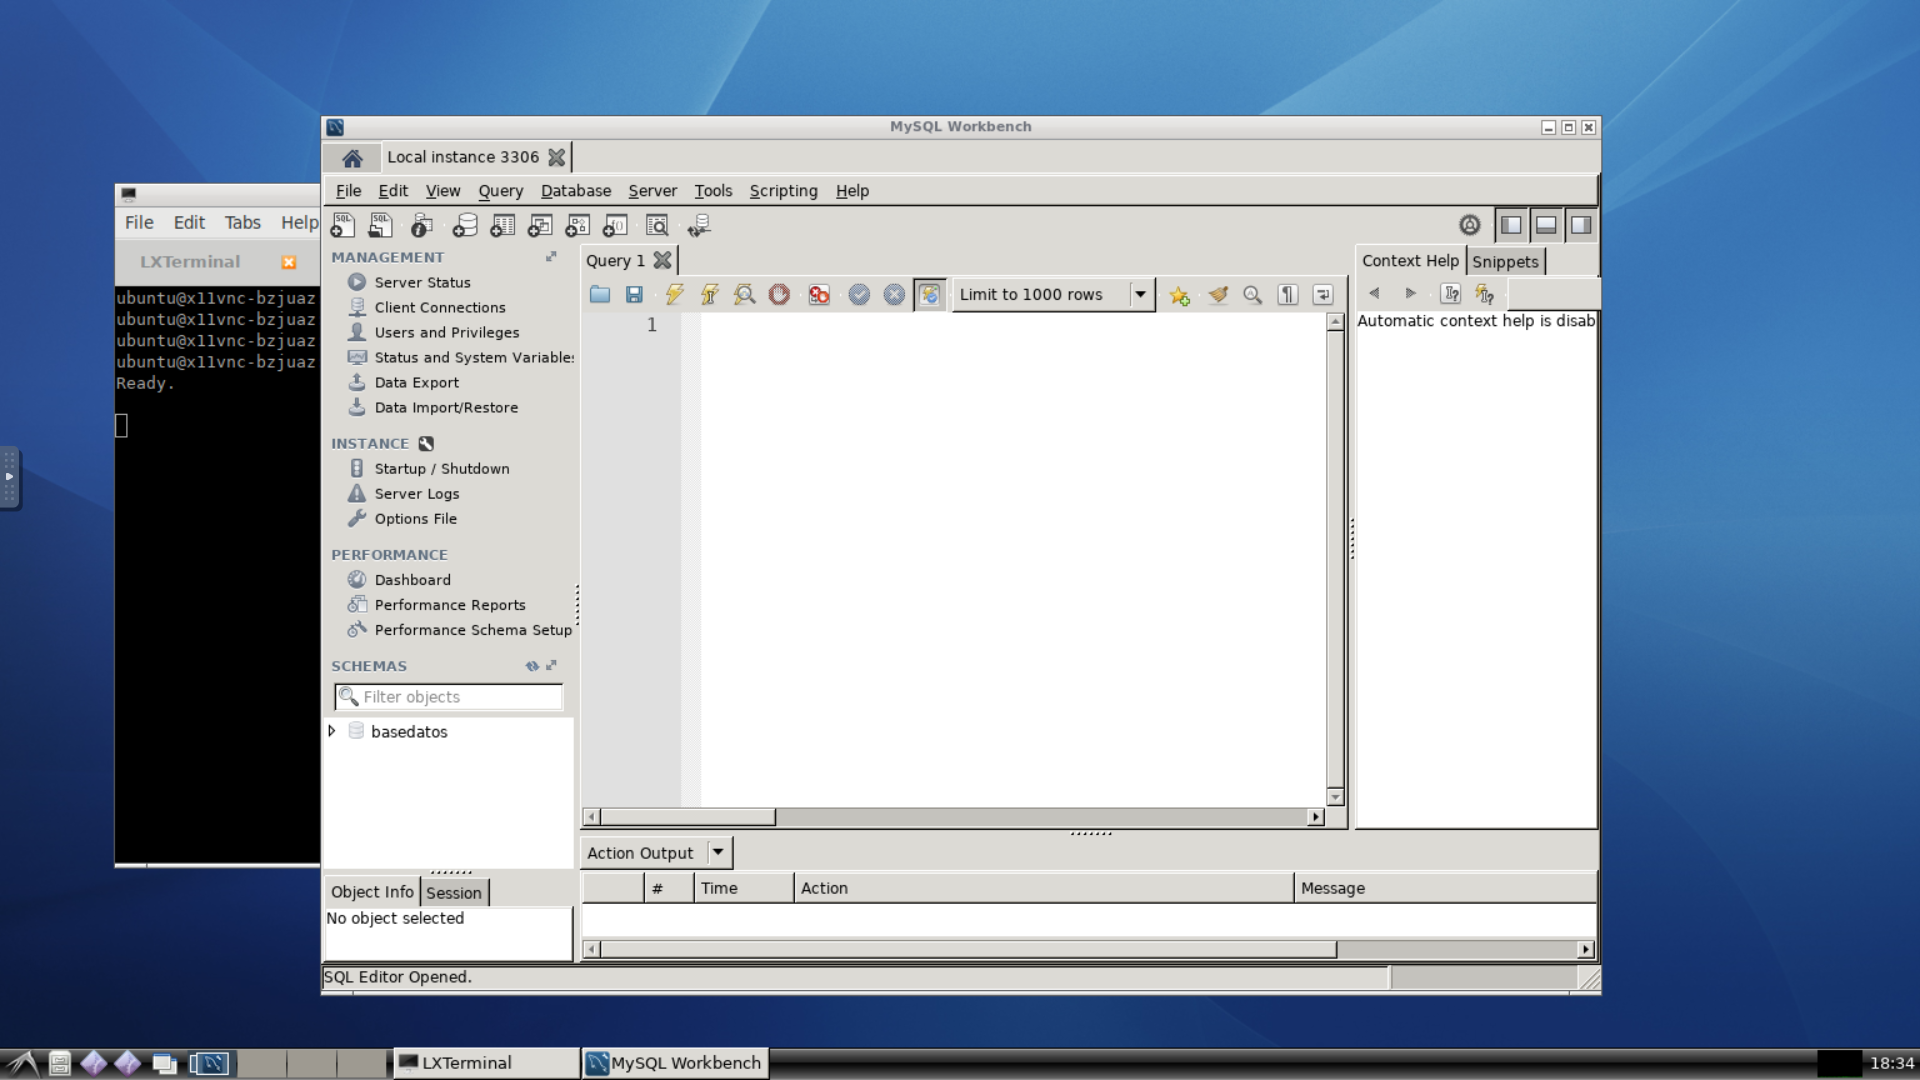 MySQL Workbench
Local instance 3306
File Edit View Query Database Server Tools Scripting Help
File Edit Tabs Help
LXTerminal
ubuntu@x11vnc-bzjuaz
ubuntu@x11vnc-bzjuaz
ubuntu@x11vnc-bzjuaz
ubuntu@x11vnc-bzjuaz
Ready.
MANAGEMENT
Server Status
Client Connections
Users and Privileges
Status and System Variables
Data Export
Data Import/Restore
INSTANCE
Startup / Shutdown
Server Logs
Options File
PERFORMANCE
Dashboard
Performance Reports
Performance Schema Setup
SCHEMAS
Filter objects
basedatos
Object Info Session
No object selected
Query 1
Limit to 1000 rows
1
Context Help Snippets
Automatic context help is disab
Action Output
# Time Action Message
SQL Editor Opened.
LXTerminal MySQL Workbench 18:34